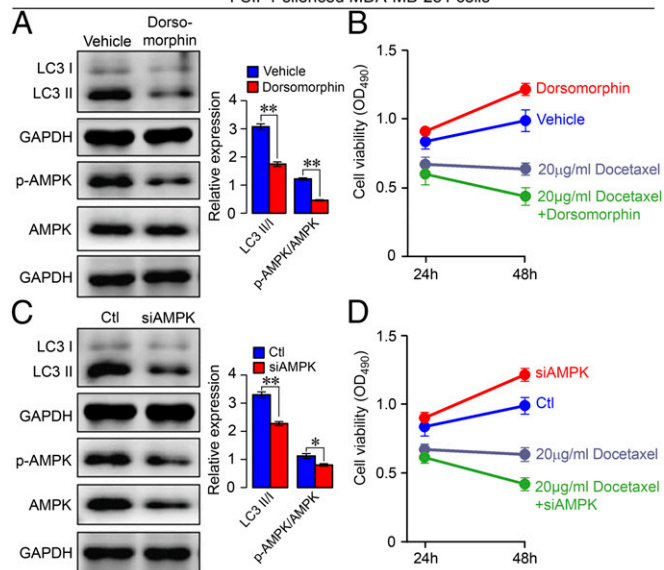 A
Vehicle
Dorso-
morphin
LC3 I
LC3 II
GAPDH
p-AMPK
AMPK
GAPDH
Vehicle
Dorsomorphin
Relative expression
4
3
2
1
0
**
**
LC3 II/I
p-AMPK/AMPK
B
Cell viability (OD490)
1.5
1.0
0.5
0
24h
48h
Dorsomorphin
Vehicle
20µg/ml Docetaxel
20µg/ml Docetaxel
+Dorsomorphin
C
Ctl
siAMPK
LC3 I
LC3 II
GAPDH
p-AMPK
AMPK
GAPDH
Ctl
siAMPK
Relative expression
4
3
2
1
0
**
*
LC3 II/I
p-AMPK/AMPK
D
Cell viability (OD490)
1.5
1.0
0.5
0
24h
48h
siAMPK
Ctl
20µg/ml Docetaxel
20µg/ml Docetaxel
+siAMPK